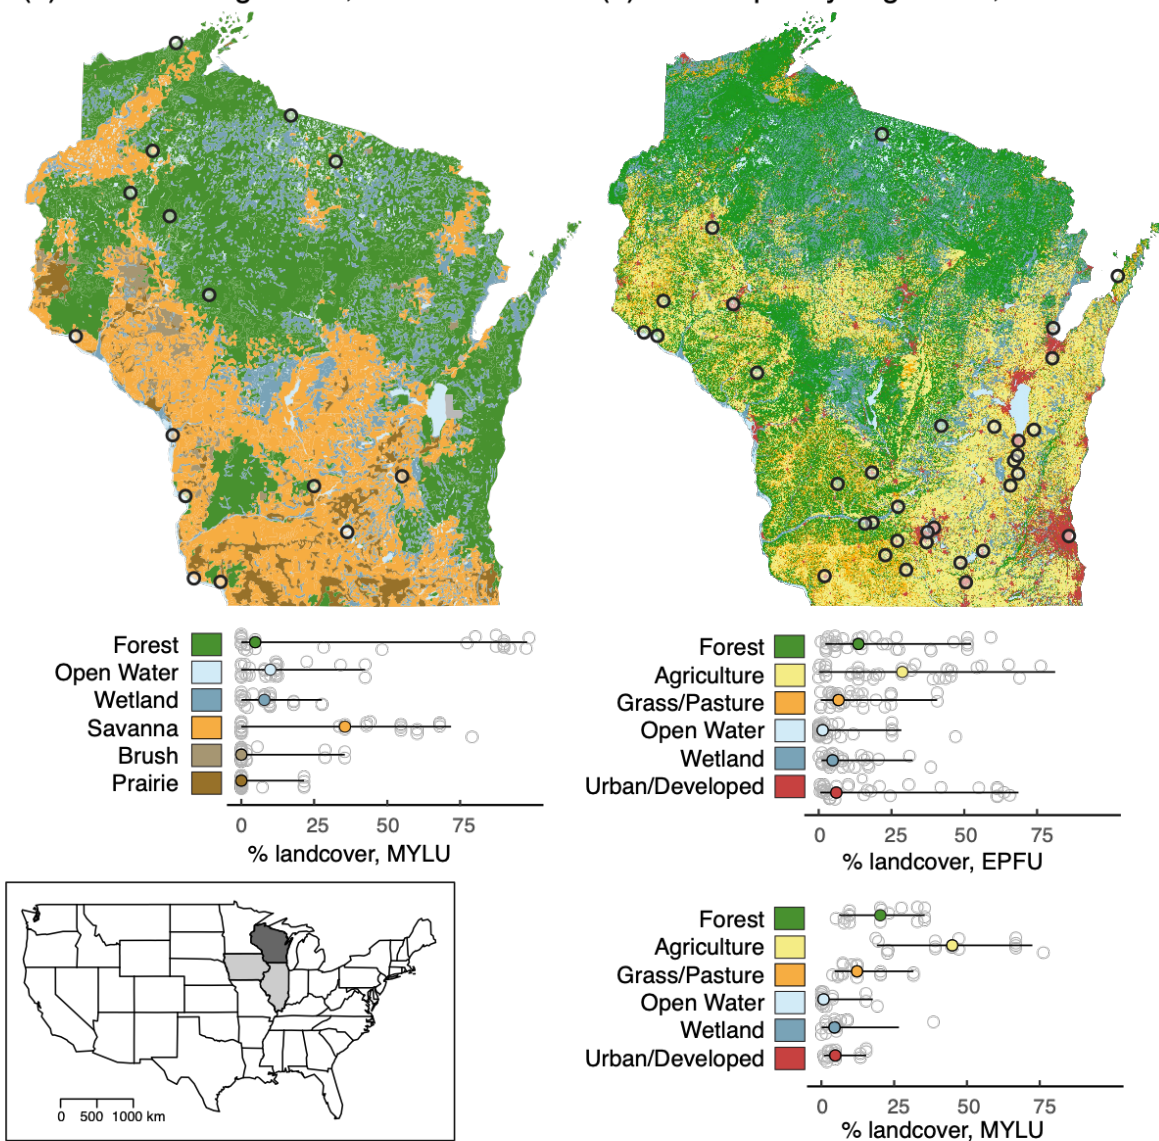 Forest
Open Water
Wetland
Savanna
Brush
Prairie
0 25 50 75
% landcover, MYLU
Forest
Agriculture
Grass/Pasture
Open Water
Wetland
Urban/Developed
0 25 50 75
% landcover, EPFU
0 500 1000 km
Forest
Agriculture
Grass/Pasture
Open Water
Wetland
Urban/Developed
0 25 50 75
% landcover, MYLU